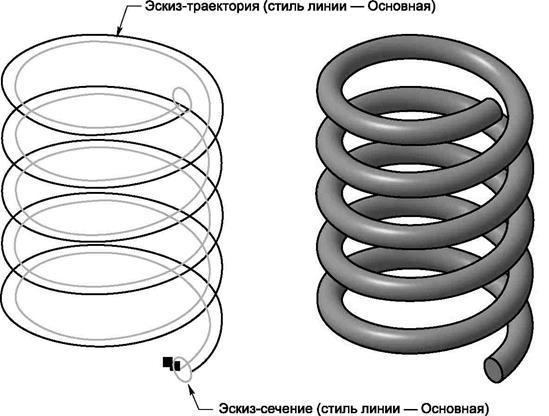 Эскиз-траектория (стиль линии — Основная)
Эскиз-сечение (стиль линии — Основная)